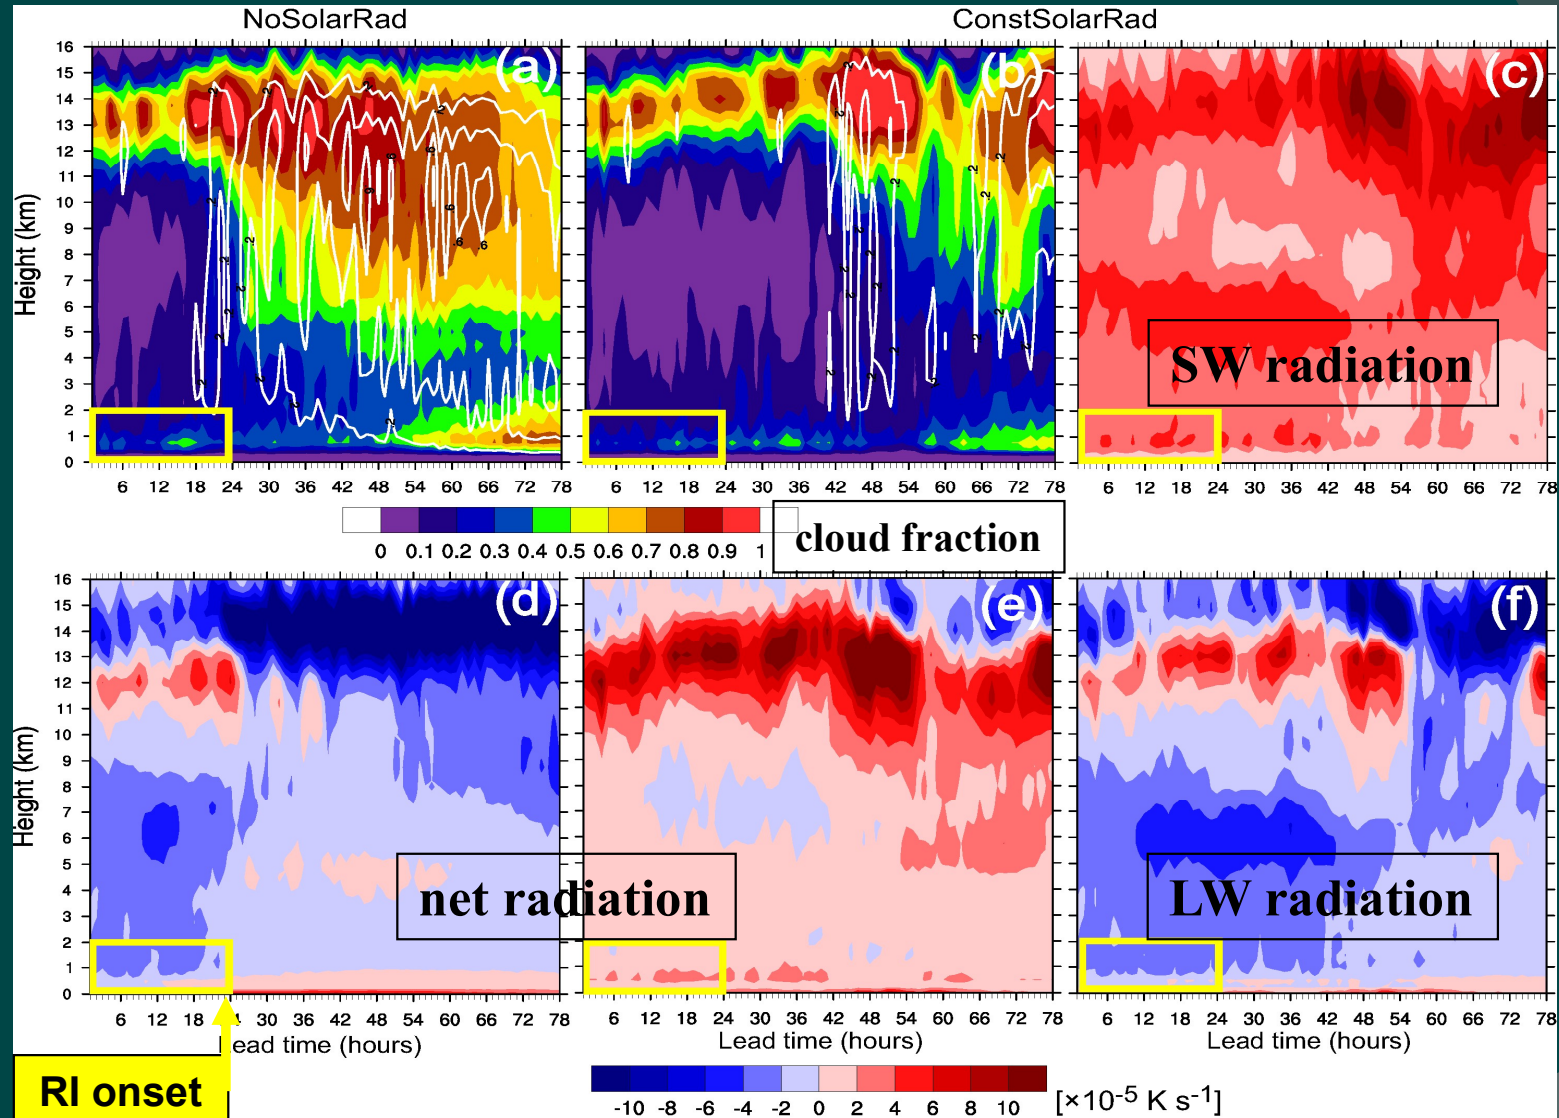 NoSolarRad
ConstSolarRad
(a)
(b)
(c)
Height (km)
16
15
14
13
12
11
10
9
8
7
6
5
4
3
2
1
0
SW radiation
6 12 18 24 30 36 42 48 54 60 66 72 78
6 12 18 24 30 36 42 48 54 60 66 72 78
6 12 18 24 30 36 42 48 54 60 66 72 78
0 0.1 0.2 0.3 0.4 0.5 0.6 0.7 0.8 0.9 1
cloud fraction
(d)
(e)
(f)
Height (km)
16
15
14
13
12
11
10
9
8
7
6
5
4
3
2
1
0
net radiation
LW radiation
6 12 18 24 30 36 42 48 54 60 66 72 78
6 12 18 24 30 36 42 48 54 60 66 72 78
6 12 18 24 30 36 42 48 54 60 66 72 78
Lead time (hours)
Lead time (hours)
Lead time (hours)
RI onset
-10 -8 -6 -4 -2 0 2 4 6 8 10
[×10⁻⁵ K s⁻¹]